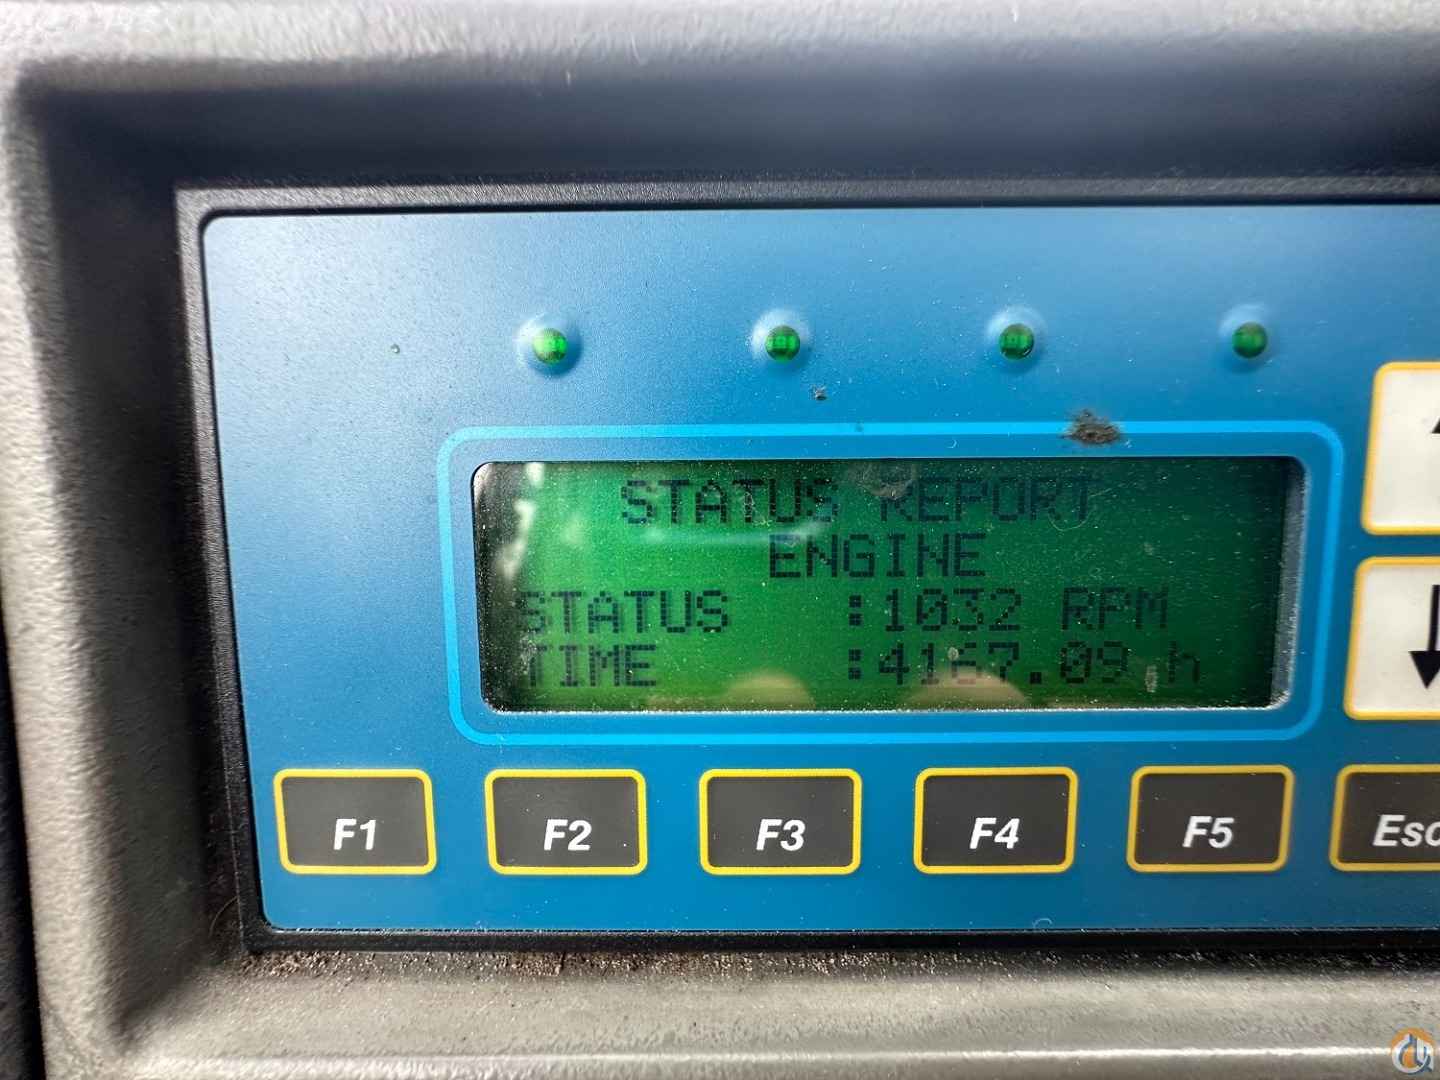 STATUS REPORT
ENGINE
STATUS :1032 RPM
TIME :4167.09 h
F1 F2 F3 F4 F5 Esc